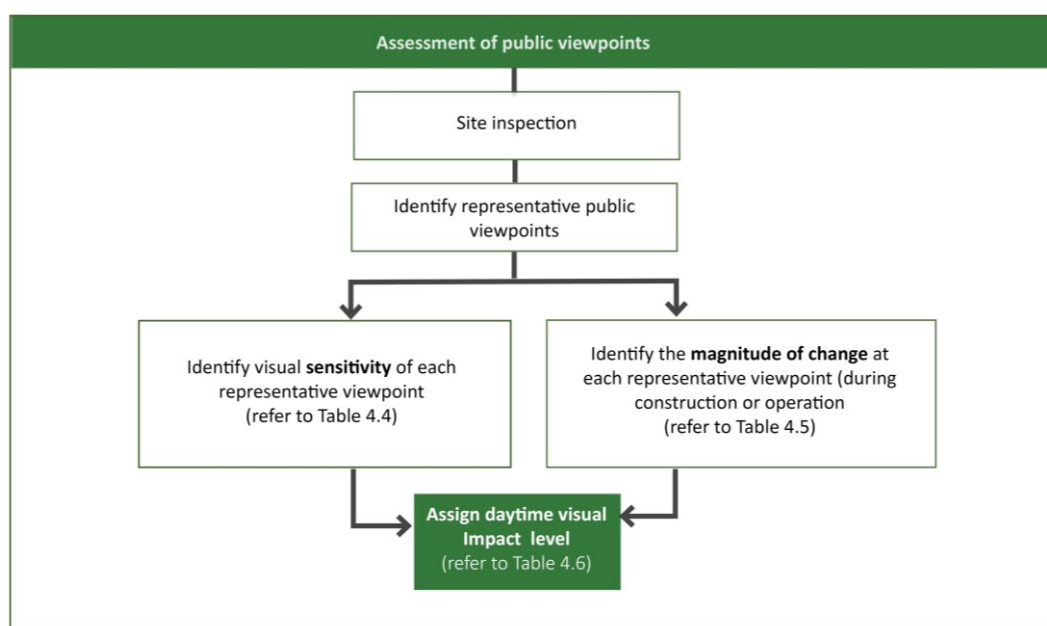 Assessment of public viewpoints
Site inspection
Identify representative public
viewpoints
Identify visual sensitivity of each
representative viewpoint
(refer to Table 4.4)
Identify the magnitude of change at
each representative viewpoint (during
construction or operation
(refer to Table 4.5)
Assign daytime visual
Impact level
(refer to Table 4.6)